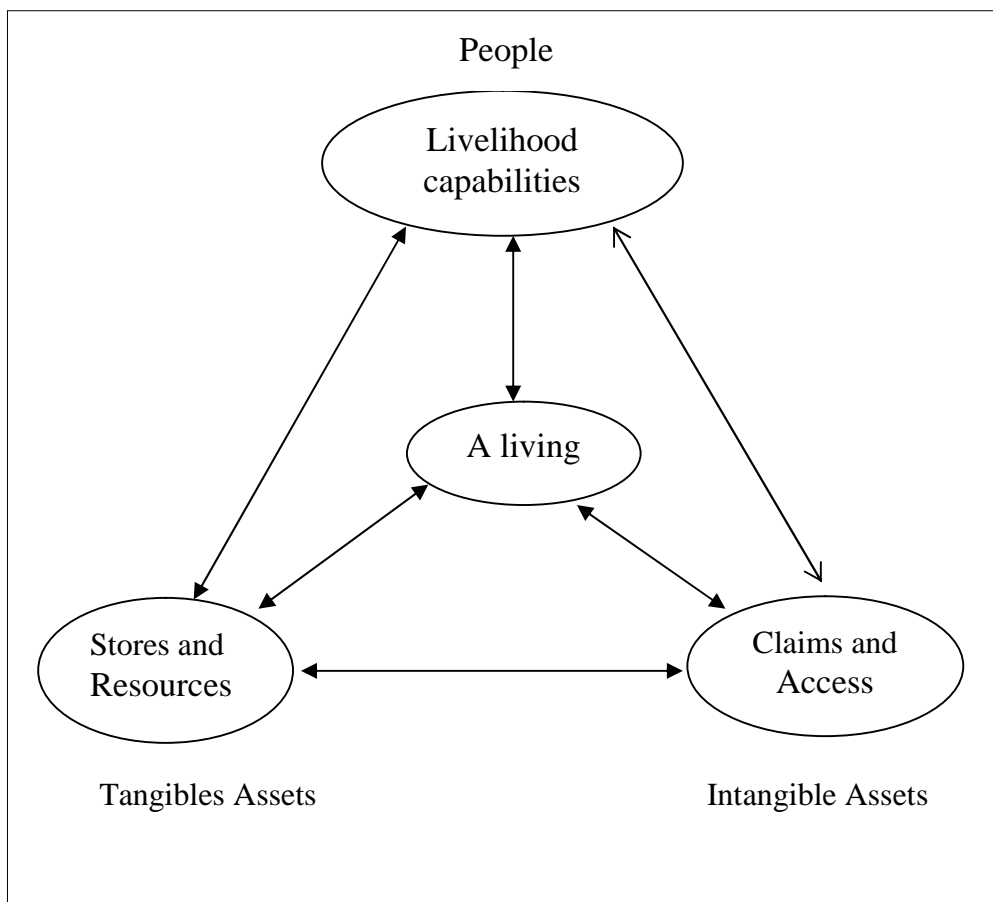 People
Livelihood
capabilities
A living
Stores and
Resources
Claims and
Access
Tangibles Assets
Intangible Assets